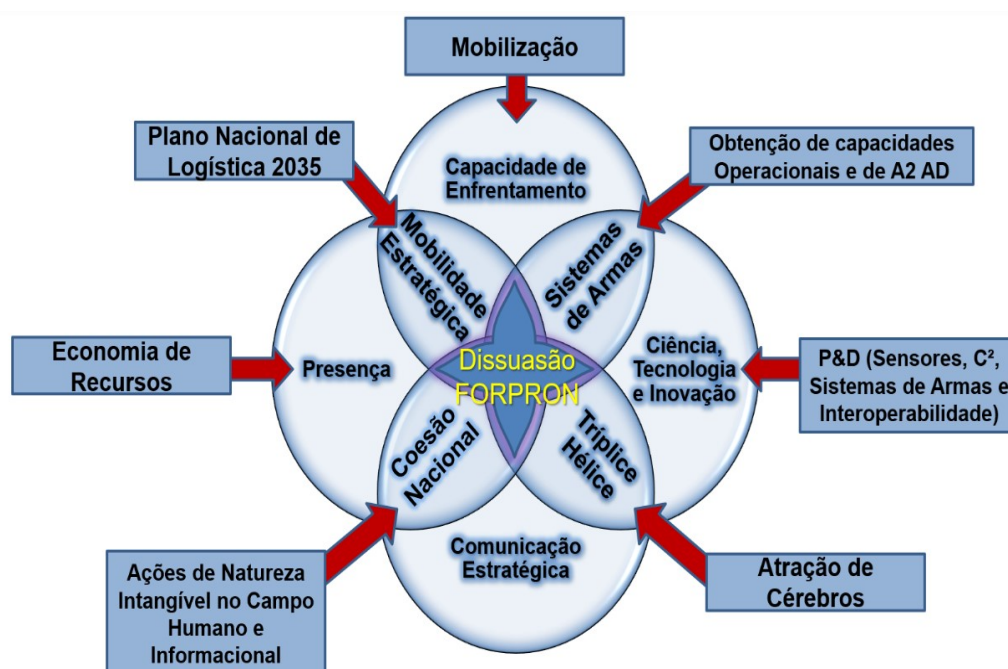 Mobilização
Plano Nacional de
Logística 2035
Obtenção de capacidades
Operacionais e de A2 AD
Capacidade de
Enfrentamento
Mobilidade
Estratégica
Sistemas
de Armas
Economia de
Recursos
Presença
Dissuasão
FORPRON
Ciência,
Tecnologia
e Inovação
P&D (Sensores, C²,
Sistemas de Armas e
Interoperabilidade)
Coesão
Nacional
Tríplice
Hélice
Comunicação
Estratégica
Ações de Natureza
Intangível no Campo
Humano e
Informacional
Atração de
Cérebros